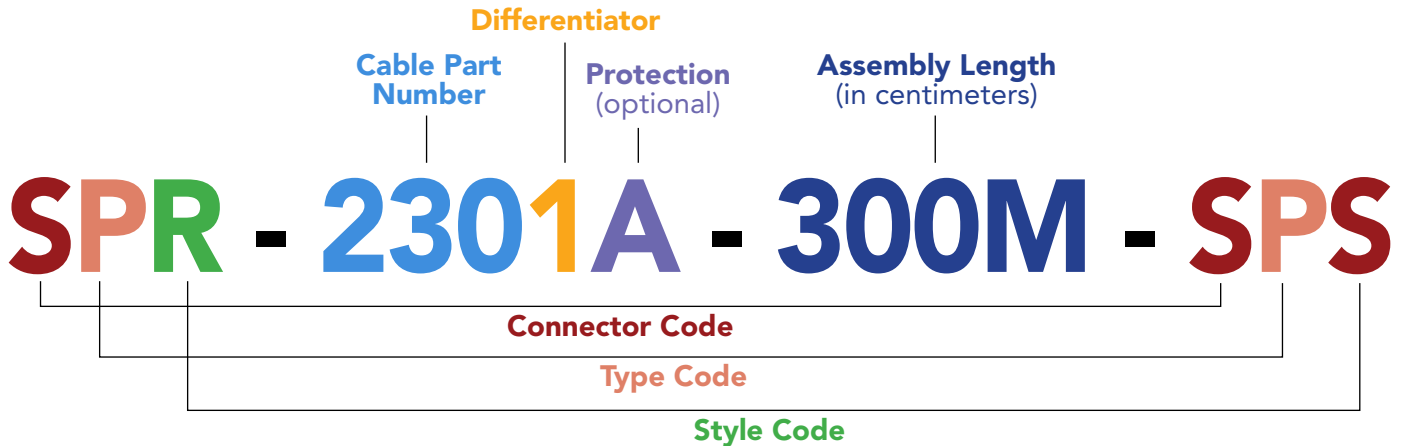 Differentiator
Cable Part
Number
Protection
(optional)
Assembly Length
(in centimeters)
SPR - 2301A - 300M - SPS
Connector Code
Type Code
Style Code